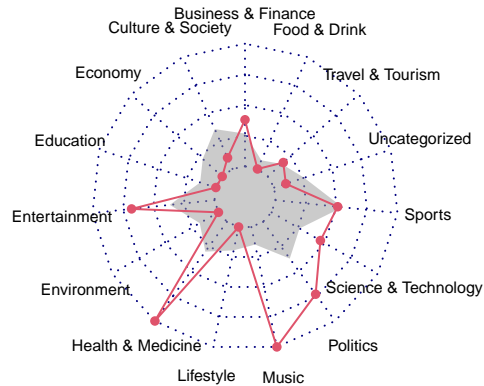 Business & Finance
Culture & Society
Food & Drink
Economy
Travel & Tourism
Education
Uncategorized
Entertainment
Sports
Environment
Science & Technology
Health & Medicine
Politics
Lifestyle
Music